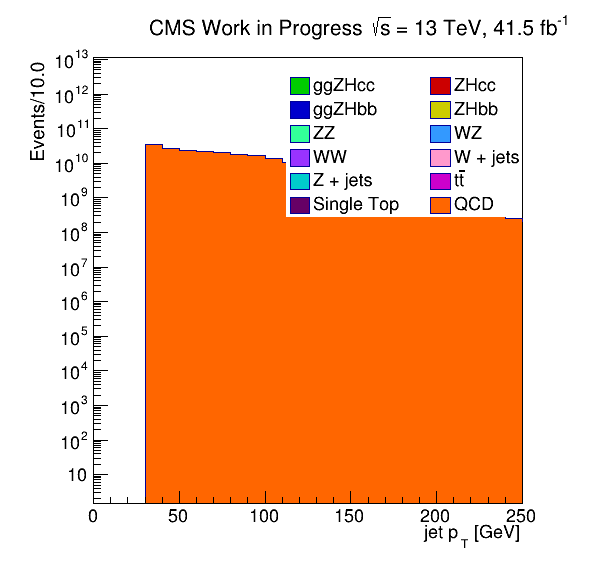 CMS Work in Progress √s = 13 TeV, 41.5 fb⁻¹
Events/10.0
10¹³
10¹²
10¹¹
10¹⁰
10⁹
10⁸
10⁷
10⁶
10⁵
10⁴
10³
10²
10
ggZHcc ZHcc
ggZHbb ZHbb
ZZ WZ
WW W + jets
Z + jets tt̄
Single Top QCD
0 50 100 150 200 250
jet p_T [GeV]